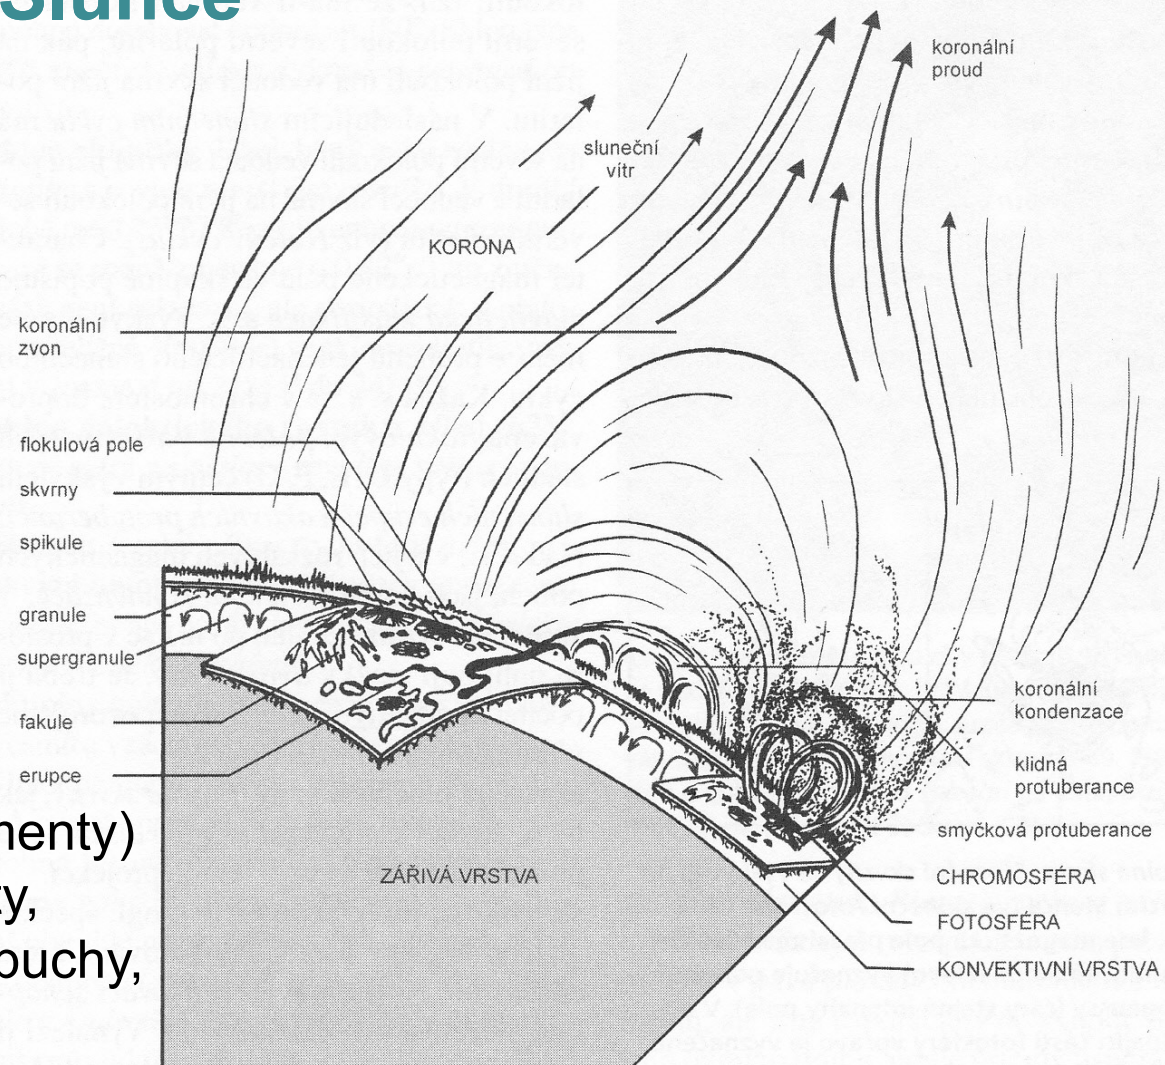 Slunce
koronální
proud
sluneční
vítr
KORÓNA
koronální
zvon
flokulová pole
skvrny
spikule
granule
supergranule
fakule
erupce
koronální
kondenzace
klidná
protuberance
smyčková protuberance
CHROMOSFÉRA
FOTOSFÉRA
KONVEKTIVNÍ VRSTVA
ZÁŘIVÁ VRSTVA
menty)
ty,
buchy,